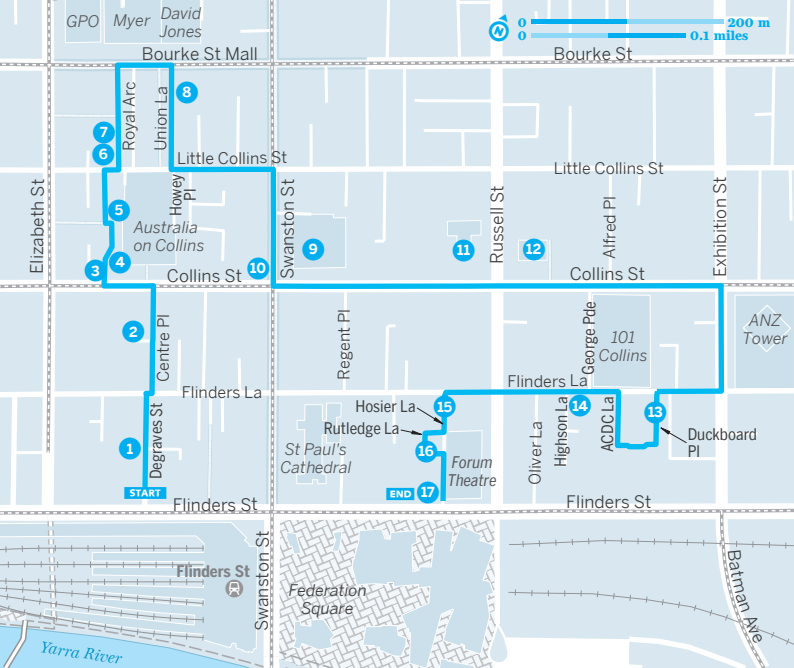 GPO
Myer
David
Jones
0
200 m
N
0
0.1 miles
Bourke St Mall
Bourke St
Royal Arc
Union La
8
7
6
Little Collins St
Little Collins St
Elizabeth St
Howey
Pl
5
Australia
on Collins
Swanston St
9
11
Russell St
12
Alfred Pl
Exhibition St
3
4
10
Collins St
Collins St
2
Centre Pl
Regent Pl
George Pde
101
Collins
ANZ
Tower
Flinders La
Flinders La
1
Degraves St
Hosier La
15
Rutledge La
16
St Paul's
Cathedral
Forum
Theatre
Oliver La
Highson La
14
ACDC La
13
Duckboard
Pl
START
END
17
Flinders St
Flinders St
Swanston St
Flinders St
Federation
Square
Batman Ave
Yarra River